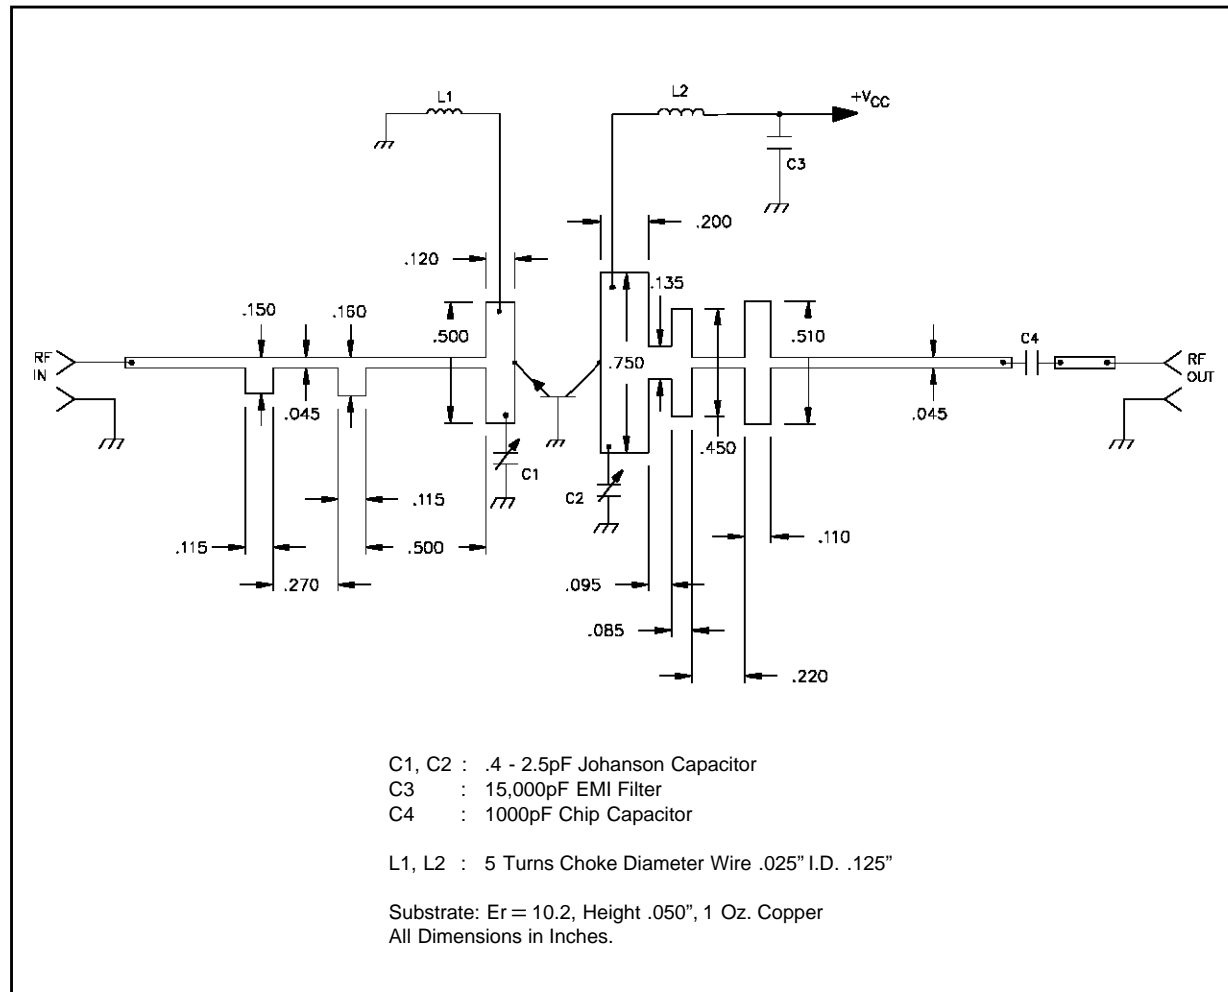 L1
L2
+VCC
C3
.200
.120
.135
.150
.160
.500
.510
RF
IN
.750
C4
RF
OUT
.045
.450
.045
C1
C2
.115
.115
.500
.110
.270
.095
.085
.220
C1, C2 : .4 - 2.5pF Johanson Capacitor
C3 : 15,000pF EMI Filter
C4 : 1000pF Chip Capacitor
L1, L2 : 5 Turns Choke Diameter Wire .025” I.D. .125”
Substrate: Er = 10.2, Height .050”, 1 Oz. Copper
All Dimensions in Inches.